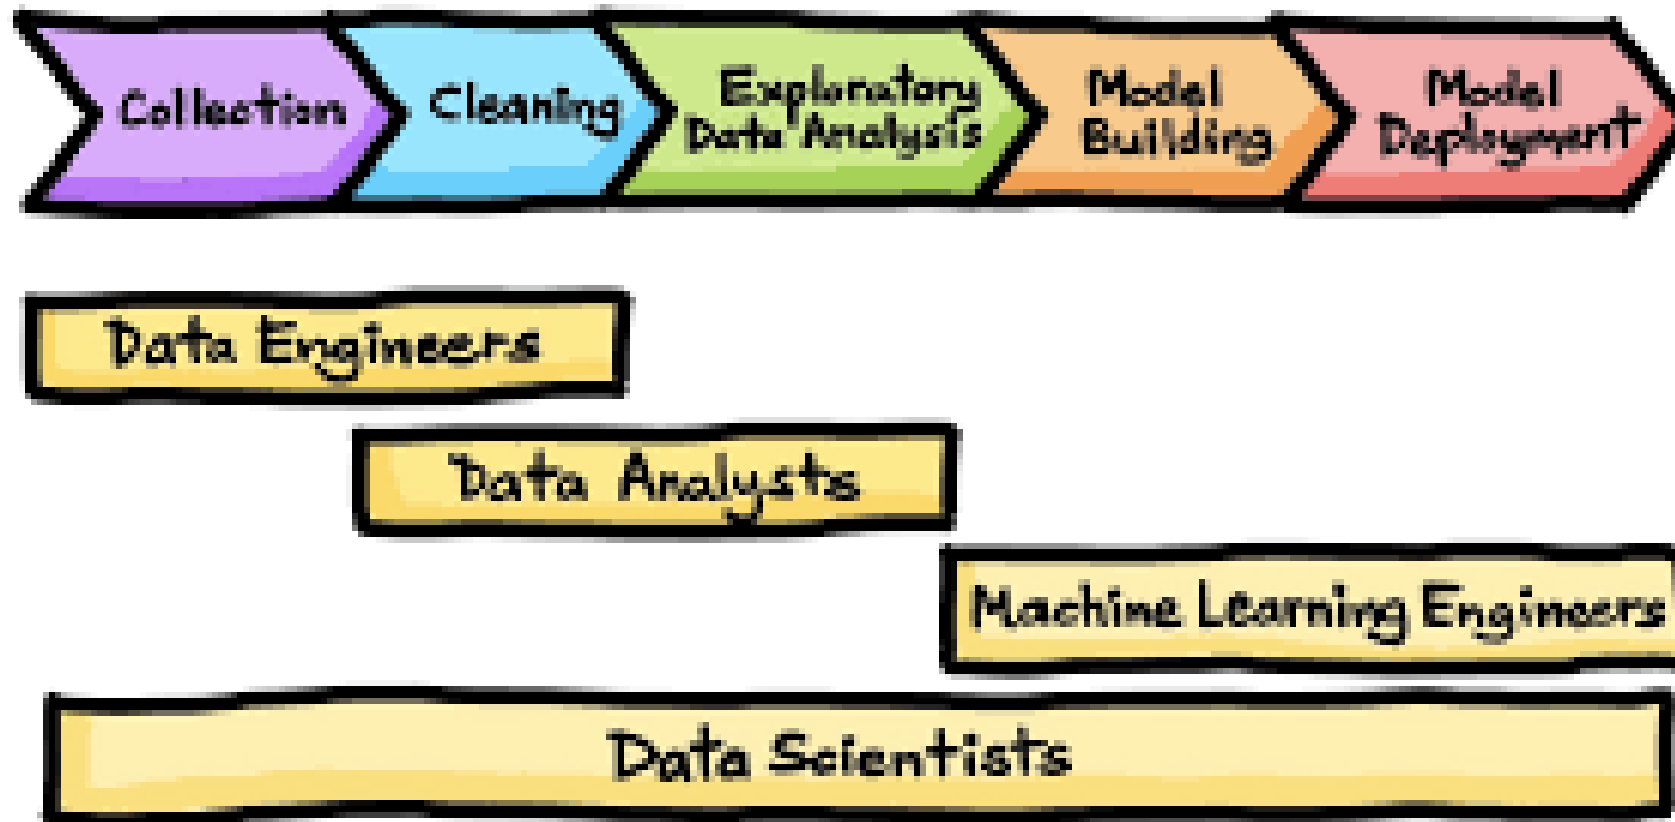 Collection
Cleaning
Exploratory
Data Analysis
Model
Building
Model
Deployment
Data Engineers
Data Analysts
Machine Learning Engineers
Data Scientists